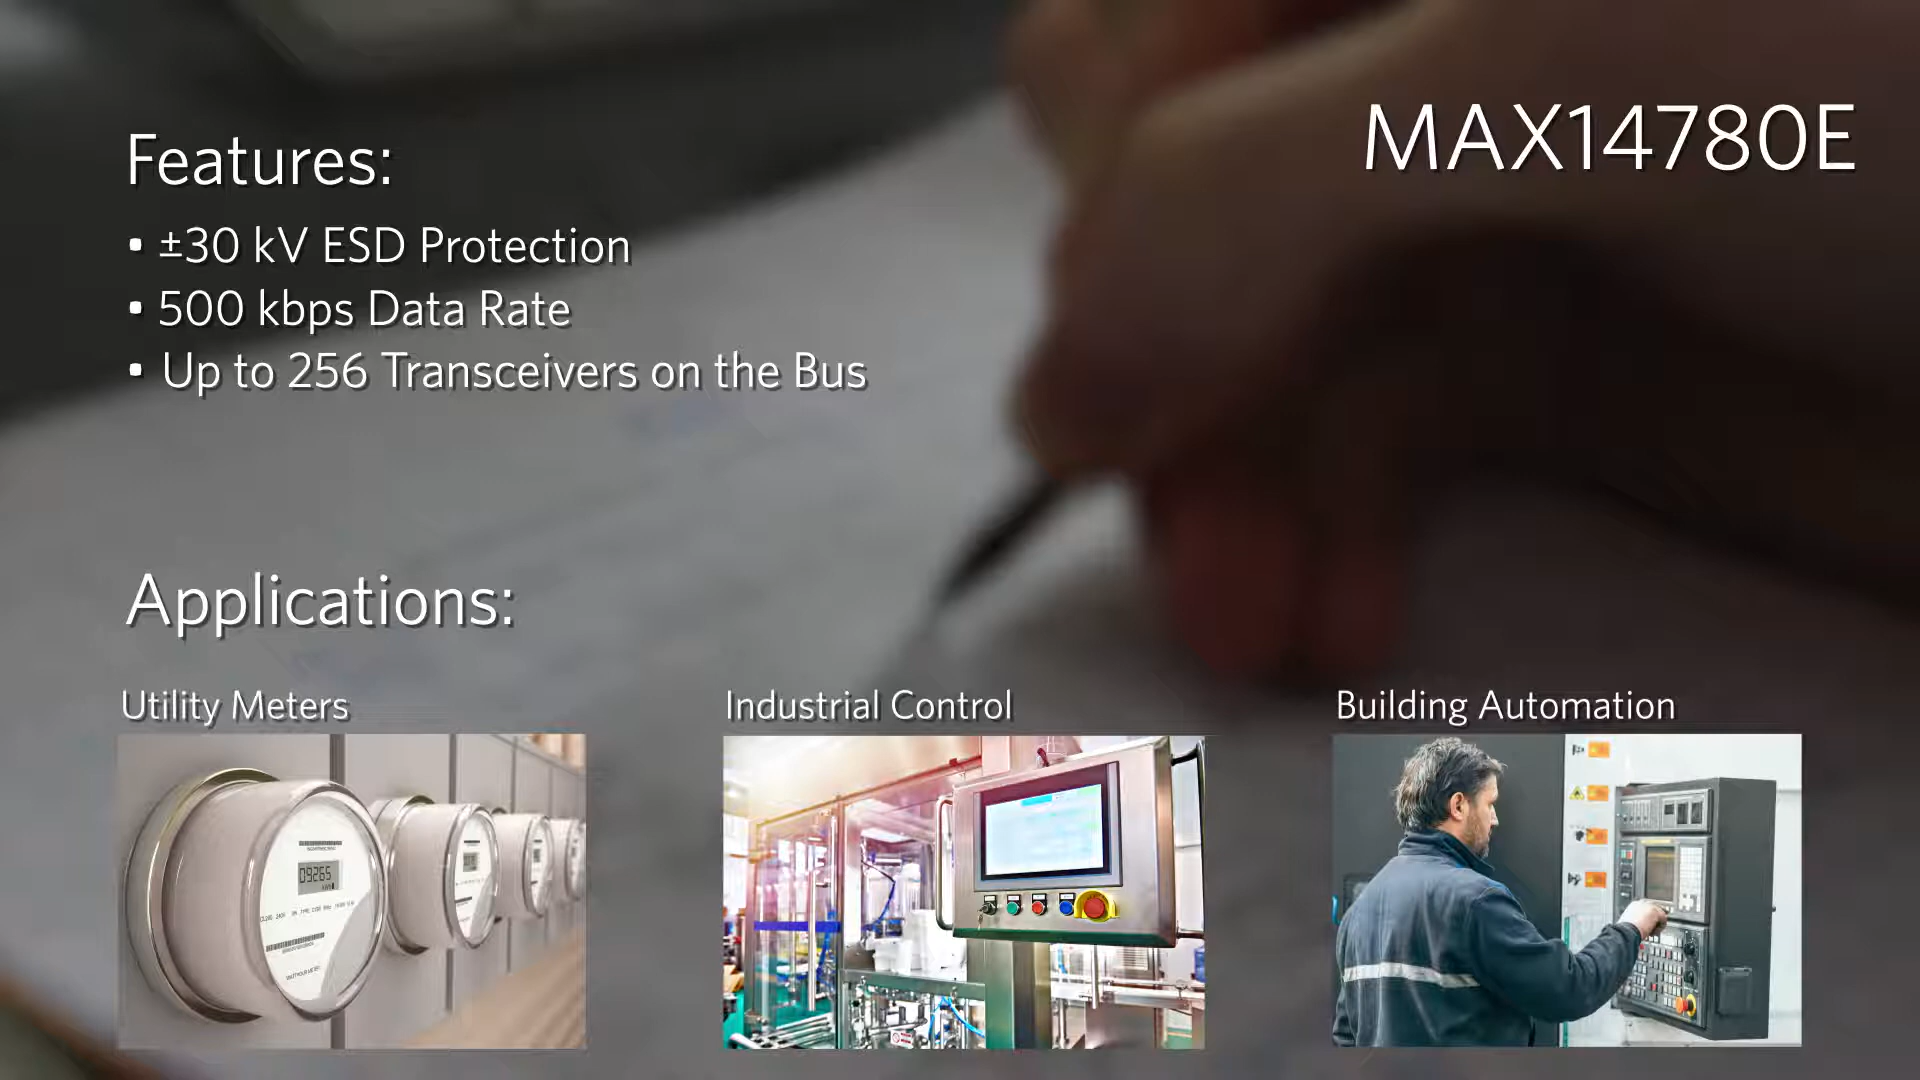 MAX14780E
Features:
• ±30 kV ESD Protection
• 500 kbps Data Rate
• Up to 256 Transceivers on the Bus
Applications:
Utility Meters
Industrial Control
Building Automation
09265